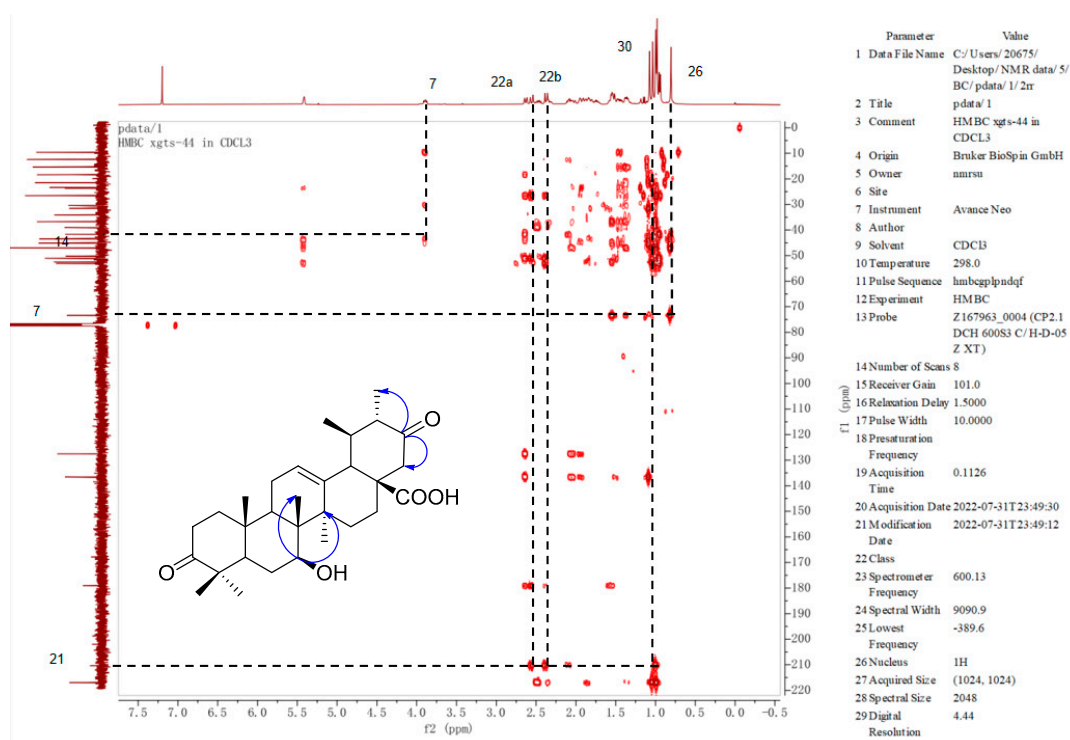 30
7
22a
22b
26
pdata/1
HMBC xgts-44 in CDCL3
14
7
21
O
COOH
O
OH
0
10
20
30
40
50
60
70
80
90
100
110
120
130
140
150
160
170
180
190
200
210
220
f1 (ppm)
7.5 7.0 6.5 6.0 5.5 5.0 4.5 4.0 3.5 3.0 2.5 2.0 1.5 1.0 0.5 0.0 -0.5
f2 (ppm)
Parameter Value
1 Data File Name C:/Users/20675/
Desktop/NMR data/5/
BC/pdata/1/2rr
2 Title pdata/1
3 Comment HMBC xgts-44 in
CDCL3
4 Origin Bruker BioSpin GmbH
5 Owner nmrsu
6 Site
7 Instrument Avance Neo
8 Author
9 Solvent CDCl3
10 Temperature 298.0
11 Pulse Sequence hmbcgplpndqf
12 Experiment HMBC
13 Probe Z167963_0004 (CP2.1
DCH 600S3 C/H-D-05
Z XT)
14 Number of Scans 8
15 Receiver Gain 101.0
16 Relaxation Delay 1.5000
17 Pulse Width 10.0000
18 Presaturation
Frequency
19 Acquisition 0.1126
Time
20 Acquisition Date 2022-07-31T23:49:30
21 Modification 2022-07-31T23:49:12
Date
22 Class
23 Spectrometer 600.13
Frequency
24 Spectral Width 9090.9
25 Lowest -389.6
Frequency
26 Nucleus 1H
27 Acquired Size (1024, 1024)
28 Spectral Size 2048
29 Digital 4.44
Resolution